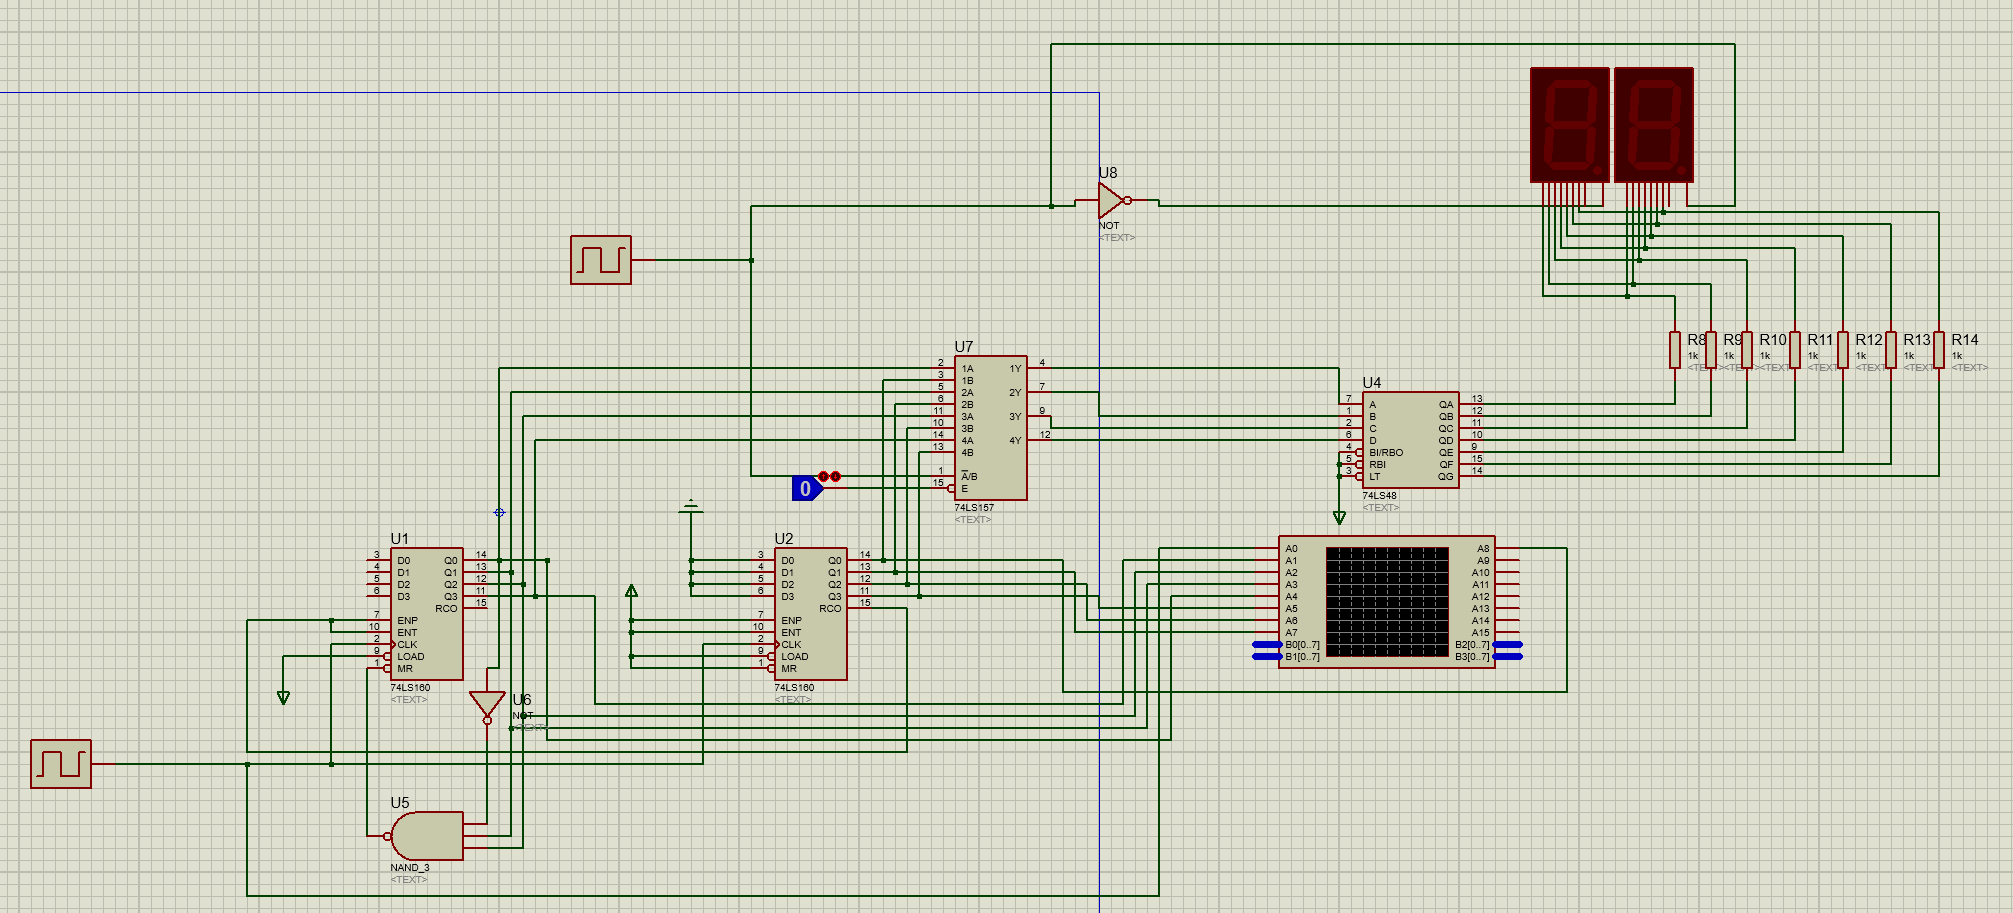 U8
NOT
<TEXT>
R8
1k
<TEXT>
R9
1k
<TEXT>
R10
1k
<TEXT>
R11
1k
<TEXT>
R12
1k
<TEXT>
R13
1k
<TEXT>
R14
1k
<TEXT>
U7
2 1A 1Y 4
3 1B
5 2A 2Y 7
6 2B
11 3A 3Y 9
10 3B
14 4A 4Y 12
13 4B
1 A/B
15 E
74LS157
<TEXT>
0
U4
7 A QA 13
1 B QB 12
2 C QC 11
6 D QD 10
4 BI/RBO QE 9
5 RBI QF 15
3 LT QG 14
74LS48
<TEXT>
U1
3 D0 Q0 14
4 D1 Q1 13
5 D2 Q2 12
6 D3 Q3 11
RCO 15
7 ENP
10 ENT
2 CLK
9 LOAD
1 MR
74LS160
<TEXT>
U2
3 D0 Q0 14
4 D1 Q1 13
5 D2 Q2 12
6 D3 Q3 11
RCO 15
7 ENP
10 ENT
2 CLK
9 LOAD
1 MR
74LS160
<TEXT>
A0 A8
A1 A9
A2 A10
A3 A11
A4 A12
A5 A13
A6 A14
A7 A15
B0[0..7] B2[0..7]
B1[0..7] B3[0..7]
U6
NOT
<TEXT>
U5
NAND_3
<TEXT>